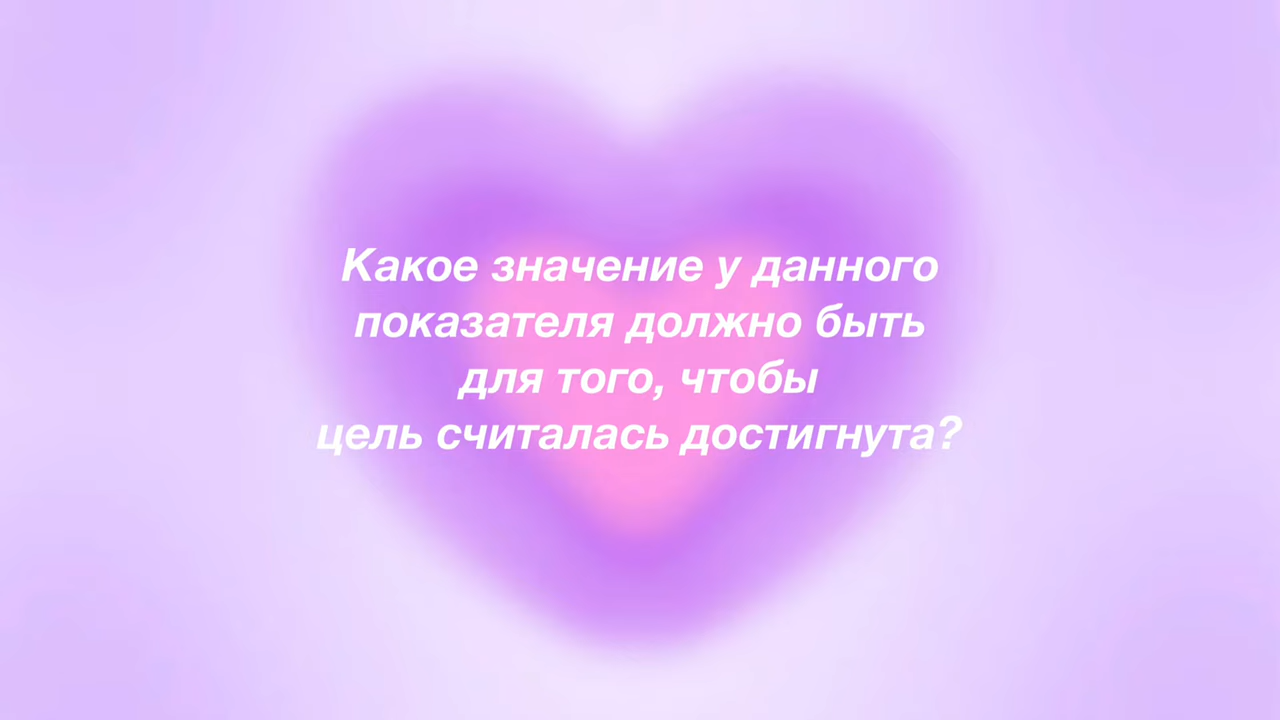 Какое значение у данного
показателя должно быть
для того, чтобы
цель считалась достигнута?